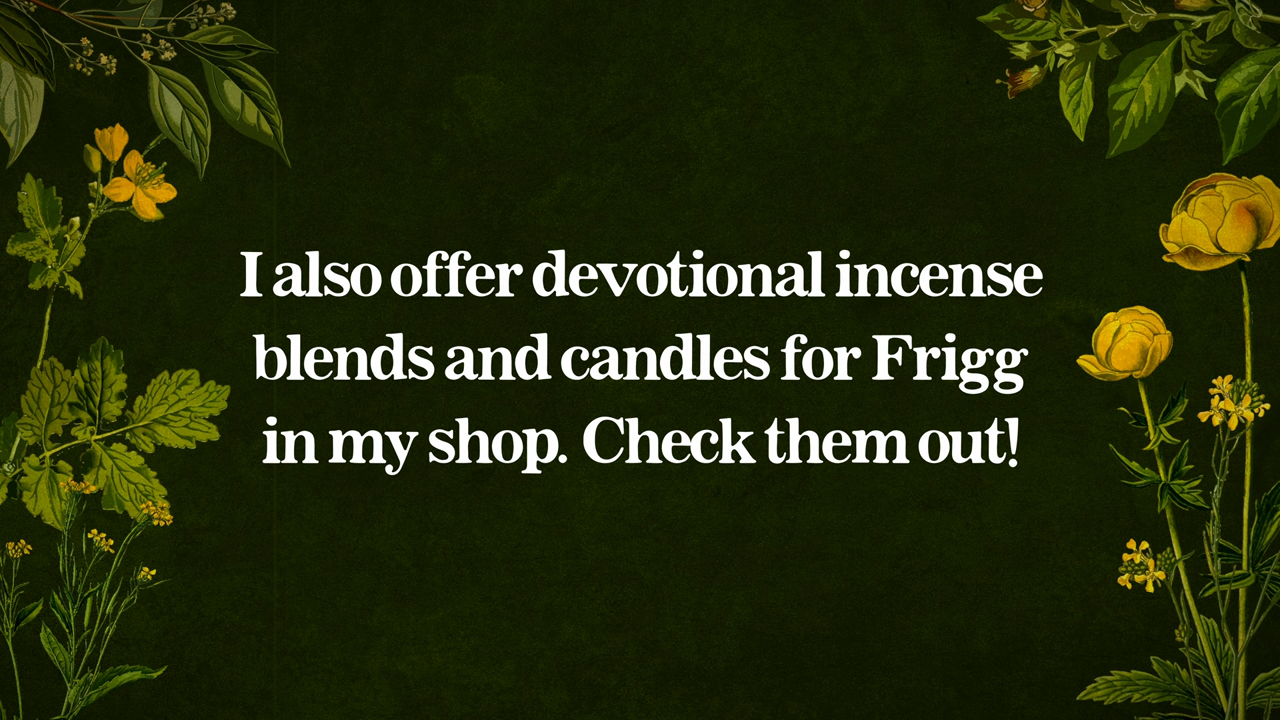 I also offer devotional incense
blends and candles for Frigg
in my shop. Check them out!